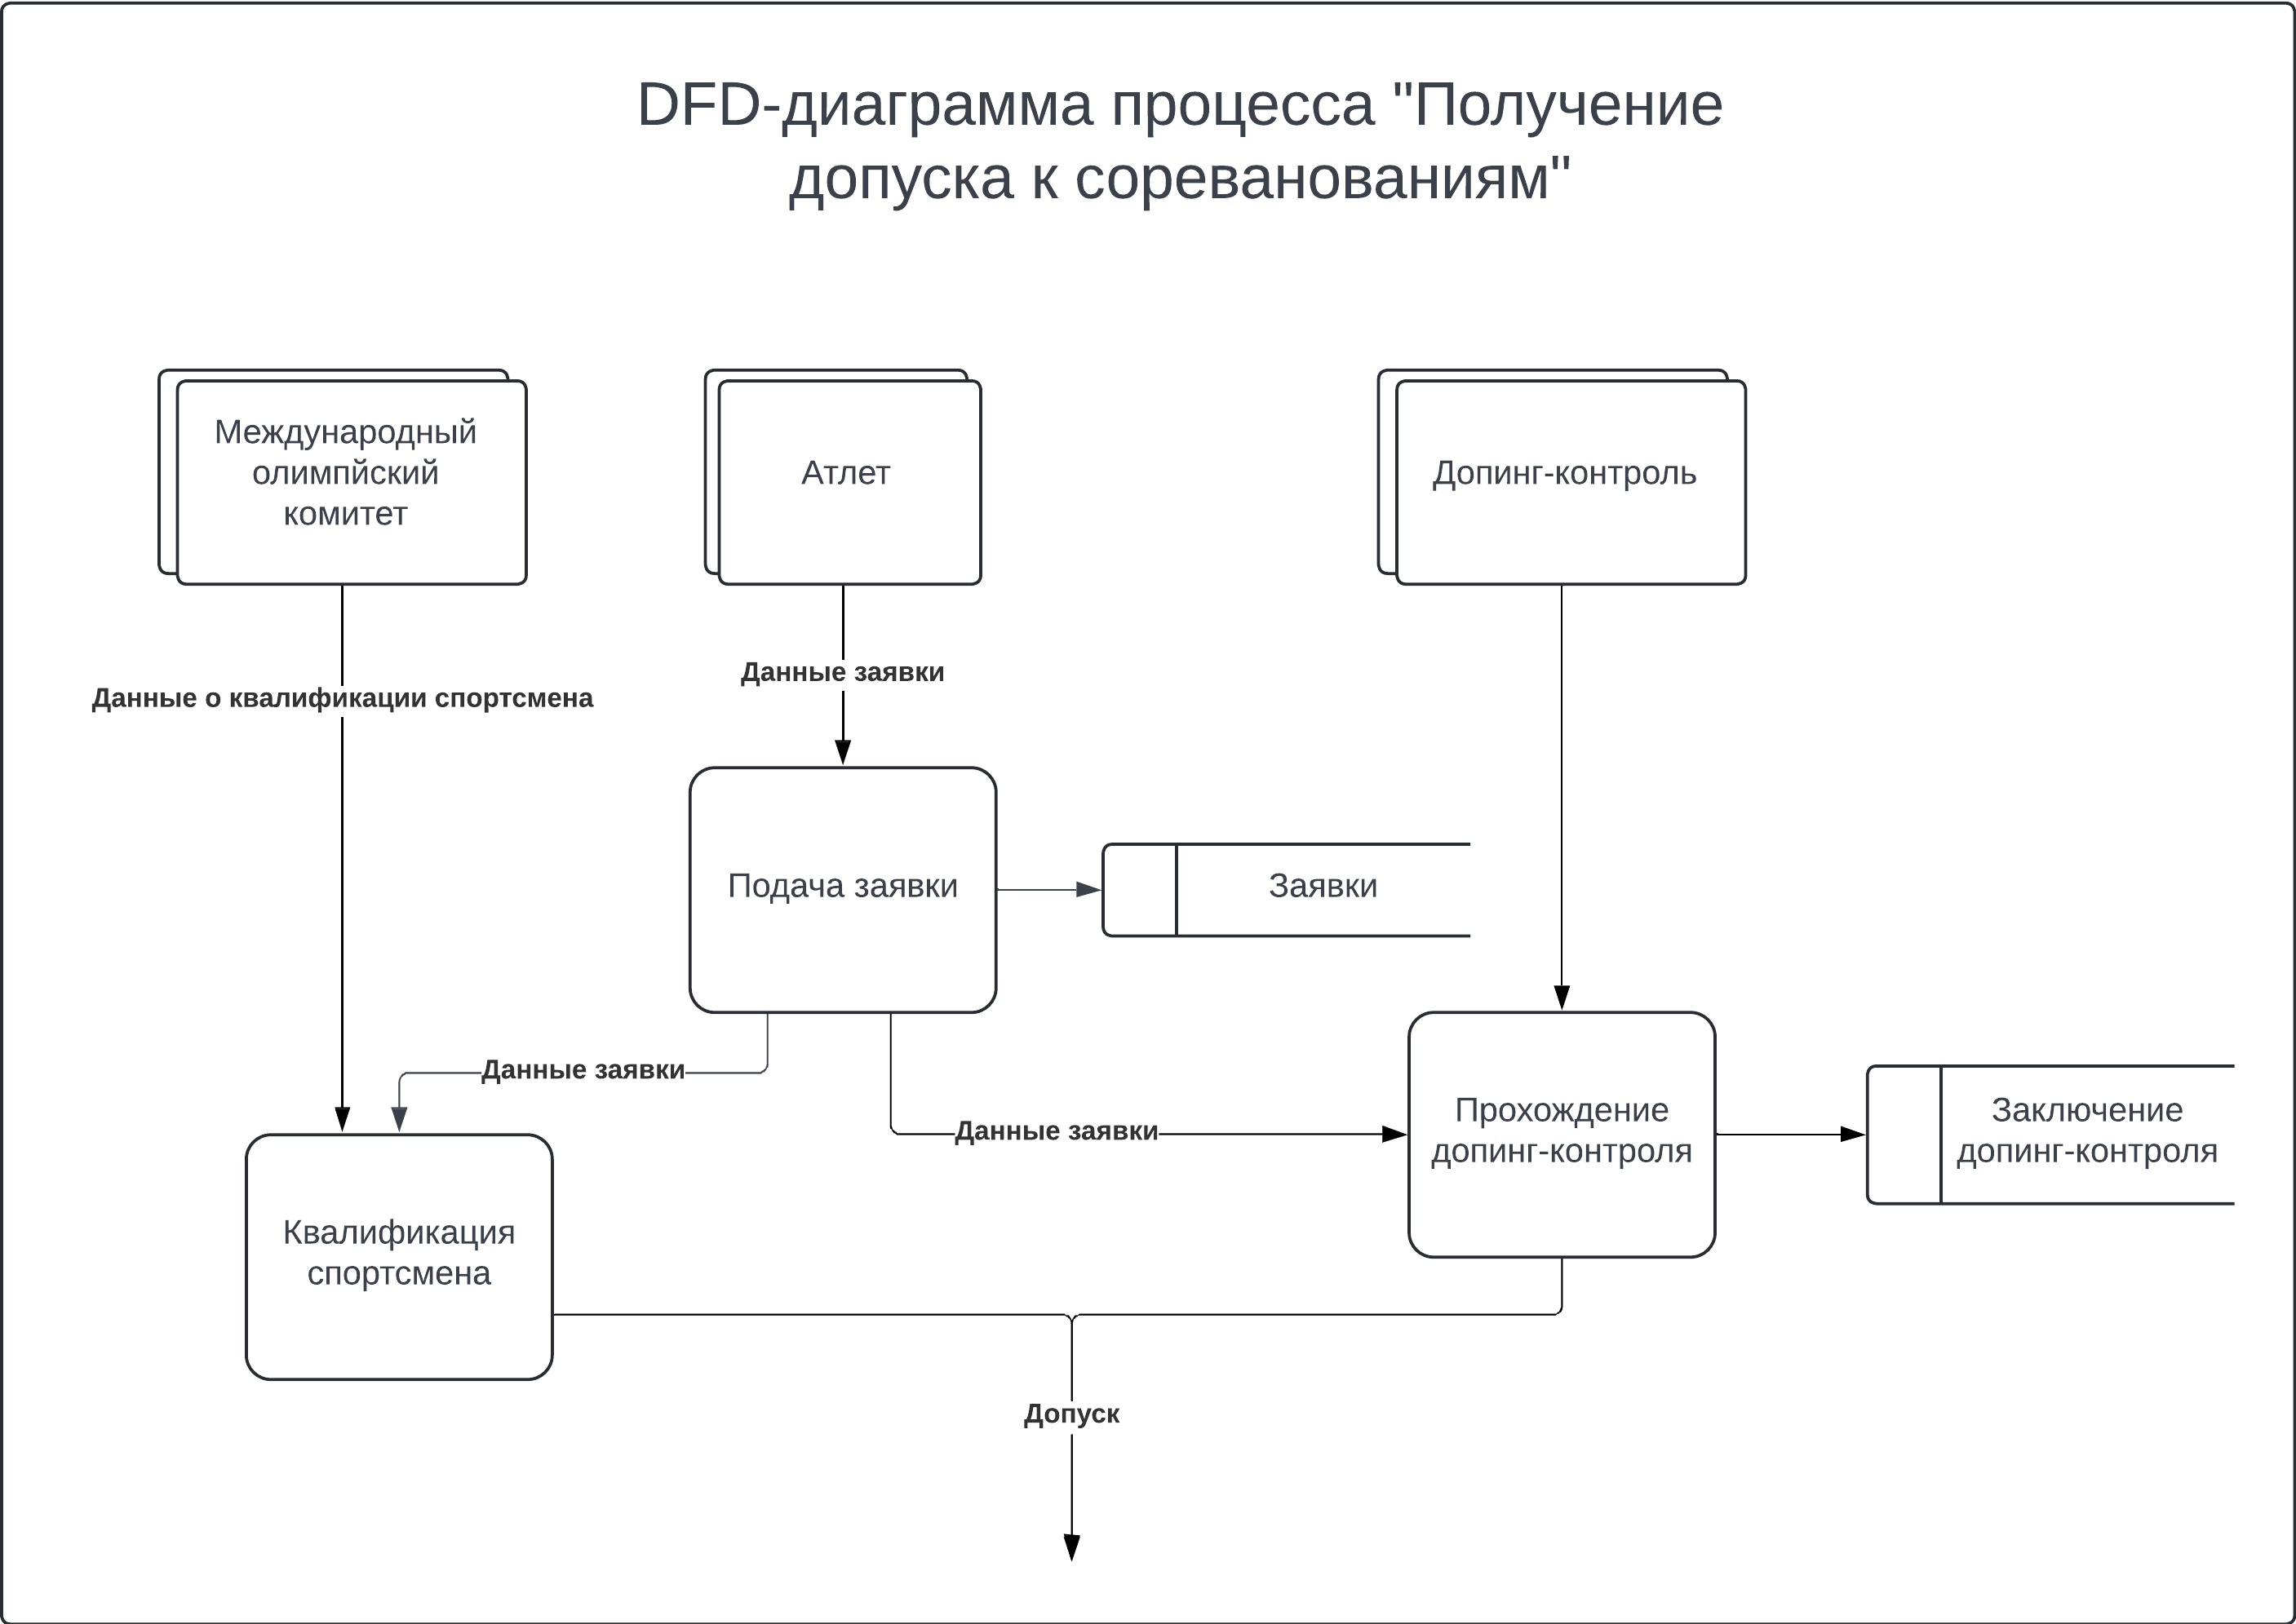 DFD-диаграмма процесса "Получение
допуска к сореванованиям"
Международный
олимпйский
комитет
Атлет
Допинг-контроль
Данные заявки
Данные о квалификации спортсмена
Подача заявки
Заявки
Данные заявки
Данные заявки
Прохождение
допинг-контроля
Заключение
допинг-контроля
Квалификация
спортсмена
Допуск